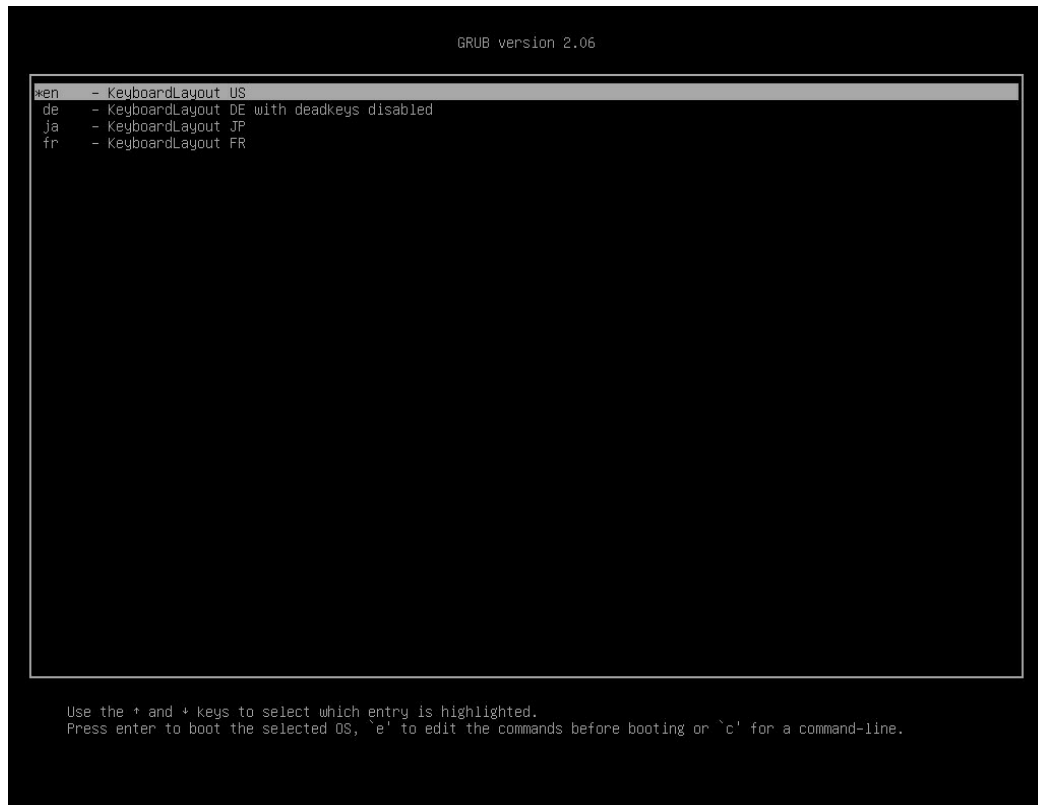 GRUB version 2.06
*en - KeyboardLayout US
de - KeyboardLayout DE with deadkeys disabled
ja - KeyboardLayout JP
fr - KeyboardLayout FR
Use the ↑ and ↓ keys to select which entry is highlighted.
Press enter to boot the selected OS, `e' to edit the commands before booting or `c' for a command-line.